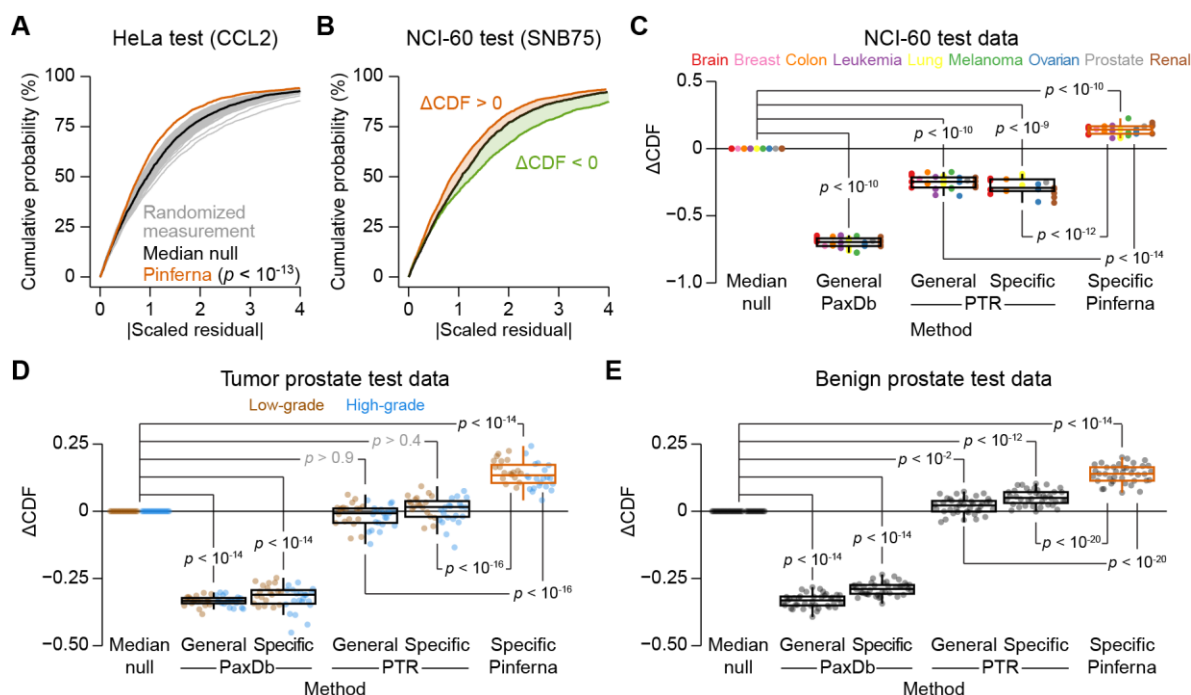 A
HeLa test (CCL2)
Cumulative probability (%)
100
75
50
25
0
Randomized
measurement
Median null
Pinferna (p < 10-13)
0 1 2 3 4
|Scaled residual|
B
NCI-60 test (SNB75)
Cumulative probability (%)
100
75
50
25
0
ΔCDF > 0
ΔCDF < 0
0 1 2 3 4
|Scaled residual|
C
NCI-60 test data
Brain Breast Colon Leukemia Lung Melanoma Ovarian Prostate Renal
ΔCDF
0.5
0
−0.5
−1.0
p < 10-10
p < 10-10
p < 10-9
p < 10-10
p < 10-12
p < 10-14
Median
null
General
PaxDb
General Specific
PTR
Specific
Pinferna
Method
D
Tumor prostate test data
Low-grade High-grade
ΔCDF
0.25
0
−0.25
−0.50
p < 10-14
p > 0.4
p > 0.9
p < 10-14
p < 10-14
p < 10-16
p < 10-16
Median
null
General Specific
PaxDb
General Specific
PTR
Specific
Pinferna
Method
E
Benign prostate test data
ΔCDF
0.25
0
−0.25
−0.50
p < 10-14
p < 10-12
p < 10-2
p < 10-14
p < 10-14
p < 10-20
p < 10-20
Median
null
General Specific
PaxDb
General Specific
PTR
Specific
Pinferna
Method